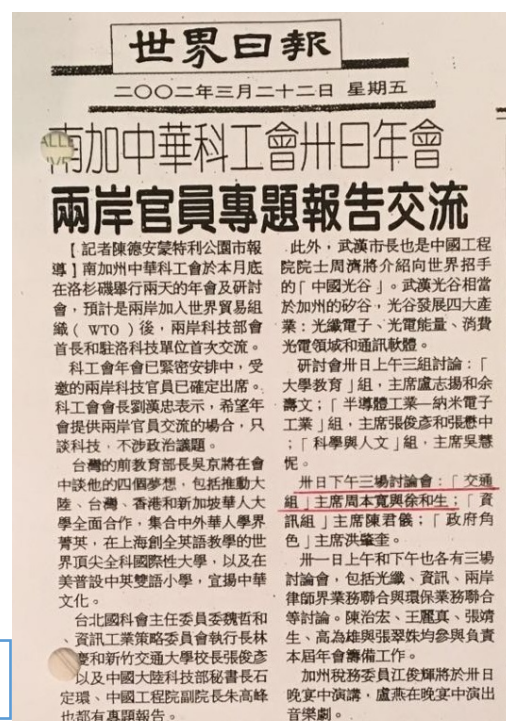 世界日報
二〇〇二年三月二十二日 星期五
南加中華科工會卅日年會
兩岸官員專題報告交流
【記者陳德安蒙特利公園市報
導】南加州中華科工會於本月底
在洛杉磯舉行兩天的年會及研討
會，預計是兩岸加入世界貿易組
織（WTO）後，兩岸科技部會
首長和駐洛科技單位首次交流。
科工會年會已緊密安排中，受
邀的兩岸科技官員已確定出席。
科工會會長劉漢忠表示，希望年
會提供兩岸官員交流的場合，只
談科技，不涉政治議題。
台灣的前教育部長吳京將在會
中談他的四個夢想，包括推動大
陸、台灣、香港和新加坡華人大
學全面合作，集合中外華人學界
菁英，在上海創全英語教學的世
界頂尖全科國際性大學，以及在
美普設中英雙語小學，宣揚中華
文化。
台北國科會主任委員委魏哲和
、資訊工業策略委員會執行長林
慶和新竹交通大學校長張俊彥
以及中國大陸科技部秘書長石
定環、中國工程院副院長朱高峰
也都有專題報告。
此外，武漢市長也是中國工程
院院士周濟將介紹向世界招手
的「中國光谷」。武漢光谷相當
於加州的矽谷，光谷發展四大產
業：光纖電子、光電能量、消費
光電領域和通訊軟體。
研討會卅日上午三組討論：「
大學教育」組，主席盧志揚和余
壽文；「半導體工業—納米電子
工業」組，主席張俊彥和張懋中
；「科學與人文」組，主席吳慧
怩。
卅日下午三場討論會：「交通
組」主席周本寬與徐和生；「資
訊組」主席陳君儀；「政府角
色」主席洪肇奎。
卅一日上午和下午也各有三場
討論會，包括光纖、資訊、兩岸
律師界業務聯合與環保業務聯合
等討論。陳治宏、王麗真、張靖
生、高為雄與張翠姝均參與負責
本屆年會籌備工作。
加州稅務委員江俊輝將於卅日
晚宴中演講，盧燕在晚宴中演出
音樂劇。